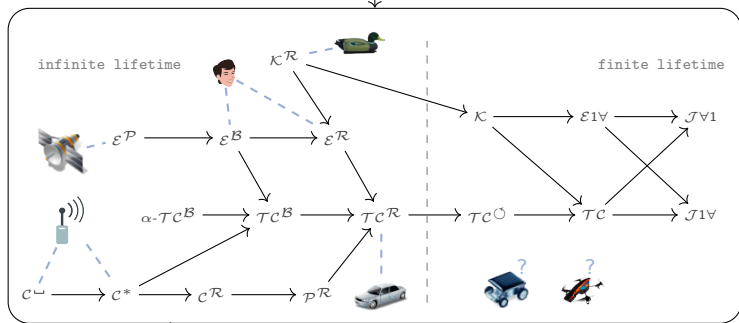 𝒦^ℛ
infinite lifetime finite lifetime
𝒦 ℰ1∀ 𝒥∀1
ℰ^𝒫 ℰ^ℬ ℰ^ℛ
α-𝒯𝒞^ℬ 𝒯𝒞^ℬ 𝒯𝒞^ℛ 𝒯𝒞^↺ 𝒯𝒞 𝒥1∀
? ?
𝒞^⌴ 𝒞* 𝒞^ℛ 𝒫^ℛ